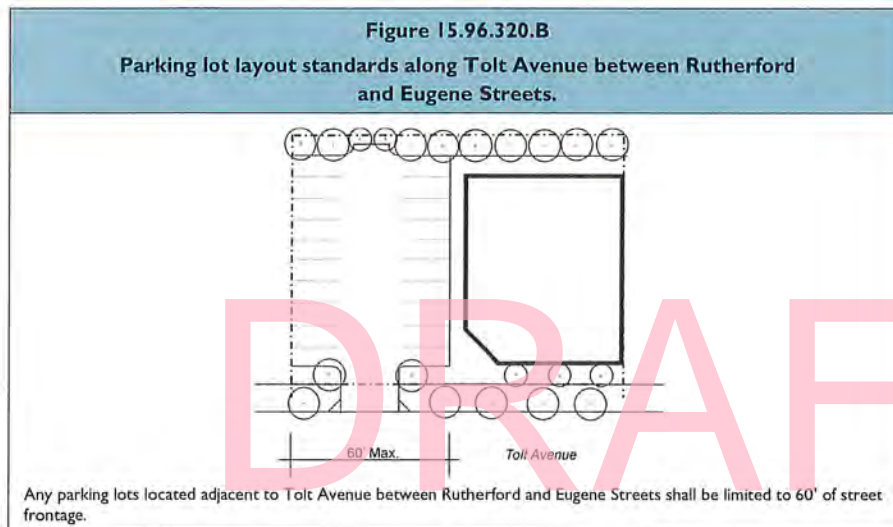 Figure 15.96.320.B
Parking lot layout standards along Tolt Avenue between Rutherford
and Eugene Streets.
60' Max.
Tolt Avenue
Any parking lots located adjacent to Tolt Avenue between Rutherford and Eugene Streets shall be limited to 60' of street
frontage.
DRAF